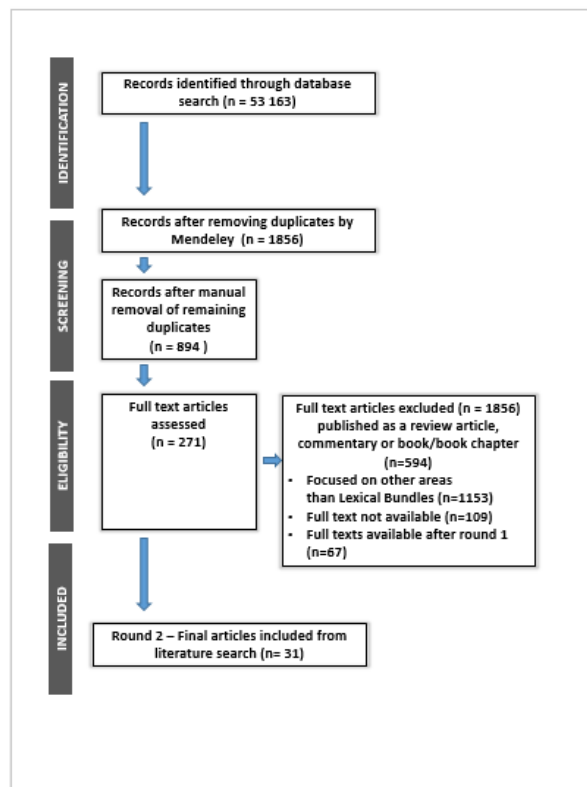 IDENTIFICATION
Records identified through database
search (n = 53 163)
SCREENING
Records after removing duplicates by
Mendeley (n = 1856)
Records after manual
removal of remaining
duplicates
(n = 894 )
ELIGIBILITY
Full text articles
assessed
(n = 271)
Full text articles excluded (n = 1856)
published as a review article,
commentary or book/book chapter
(n=594)
• Focused on other areas
than Lexical Bundles (n=1153)
• Full text not available (n=109)
• Full texts available after round 1
(n=67)
INCLUDED
Round 2 – Final articles included from
literature search (n= 31)